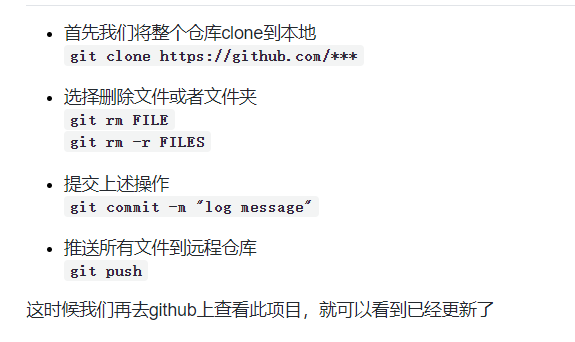 首先我们将整个仓库clone到本地
git clone https://github.com/***
选择删除文件或者文件夹
git rm FILE
git rm -r FILES
提交上述操作
git commit -m "log message"
推送所有文件到远程仓库
git push
这时候我们再去github上查看此项目，就可以看到已经更新了